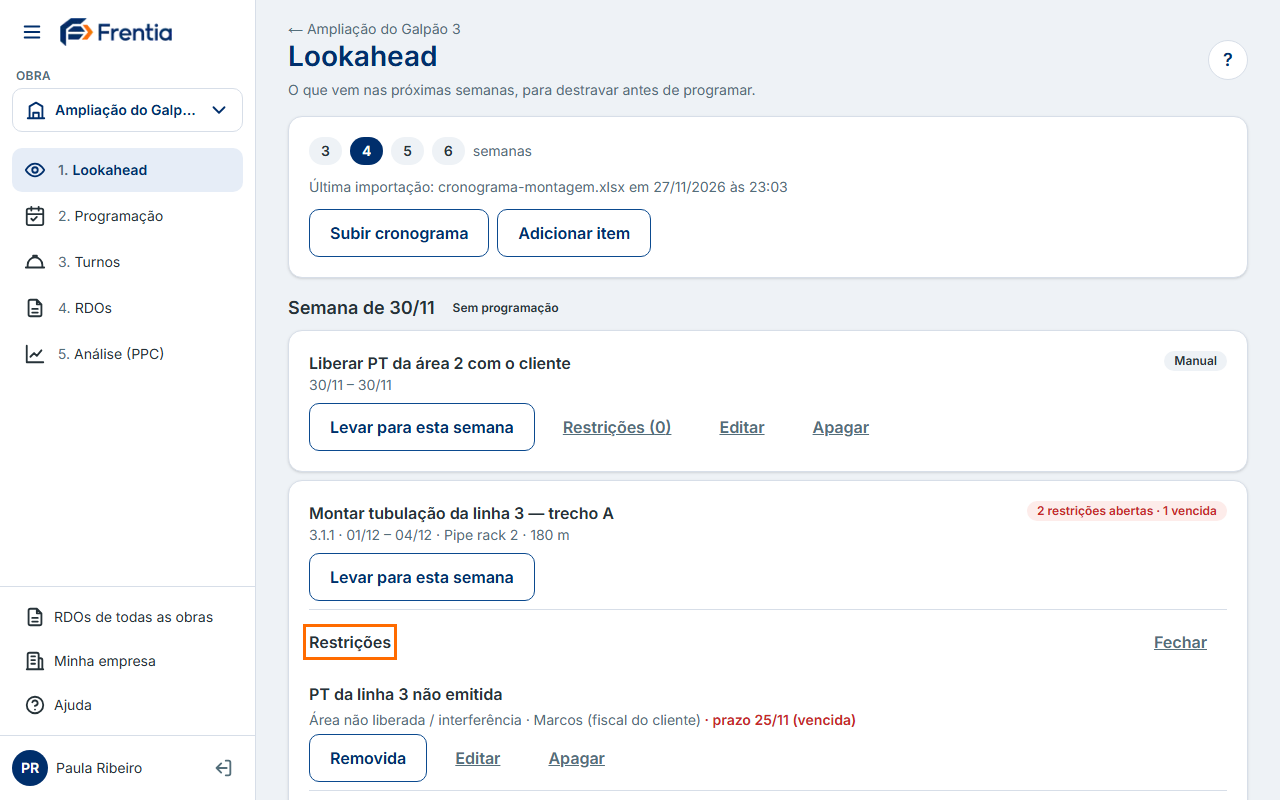 Frentia
OBRA
Ampliação do Galp...
1. Lookahead
2. Programação
3. Turnos
4. RDOs
5. Análise (PPC)
RDOs de todas as obras
Minha empresa
Ajuda
PR Paula Ribeiro
← Ampliação do Galpão 3
Lookahead
?
O que vem nas próximas semanas, para destravar antes de programar.
3 4 5 6 semanas
Última importação: cronograma-montagem.xlsx em 27/11/2026 às 23:03
Subir cronograma Adicionar item
Semana de 30/11 Sem programação
Liberar PT da área 2 com o cliente Manual
30/11 – 30/11
Levar para esta semana Restrições (0) Editar Apagar
Montar tubulação da linha 3 — trecho A 2 restrições abertas · 1 vencida
3.1.1 · 01/12 – 04/12 · Pipe rack 2 · 180 m
Levar para esta semana
Restrições Fechar
PT da linha 3 não emitida
Área não liberada / interferência · Marcos (fiscal do cliente) · prazo 25/11 (vencida)
Removida Editar Apagar